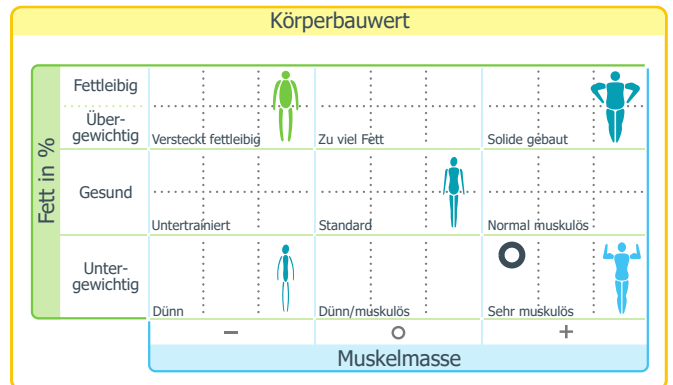 Körperbauwert
Fettleibig
Über-
gewichtig
Versteckt fettleibig
Zu viel Fett
Solide gebaut
Fett in %
Gesund
Untertrainiert
Standard
Normal muskulös
Unter-
gewichtig
Dünn
Dünn/muskulös
Sehr muskulös
− ○ +
Muskelmasse